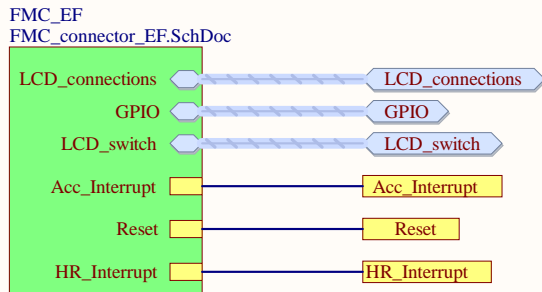 FMC_EF
FMC_connector_EF.SchDoc
LCD_connections LCD_connections
GPIO GPIO
LCD_switch LCD_switch
Acc_Interrupt Acc_Interrupt
Reset Reset
HR_Interrupt HR_Interrupt